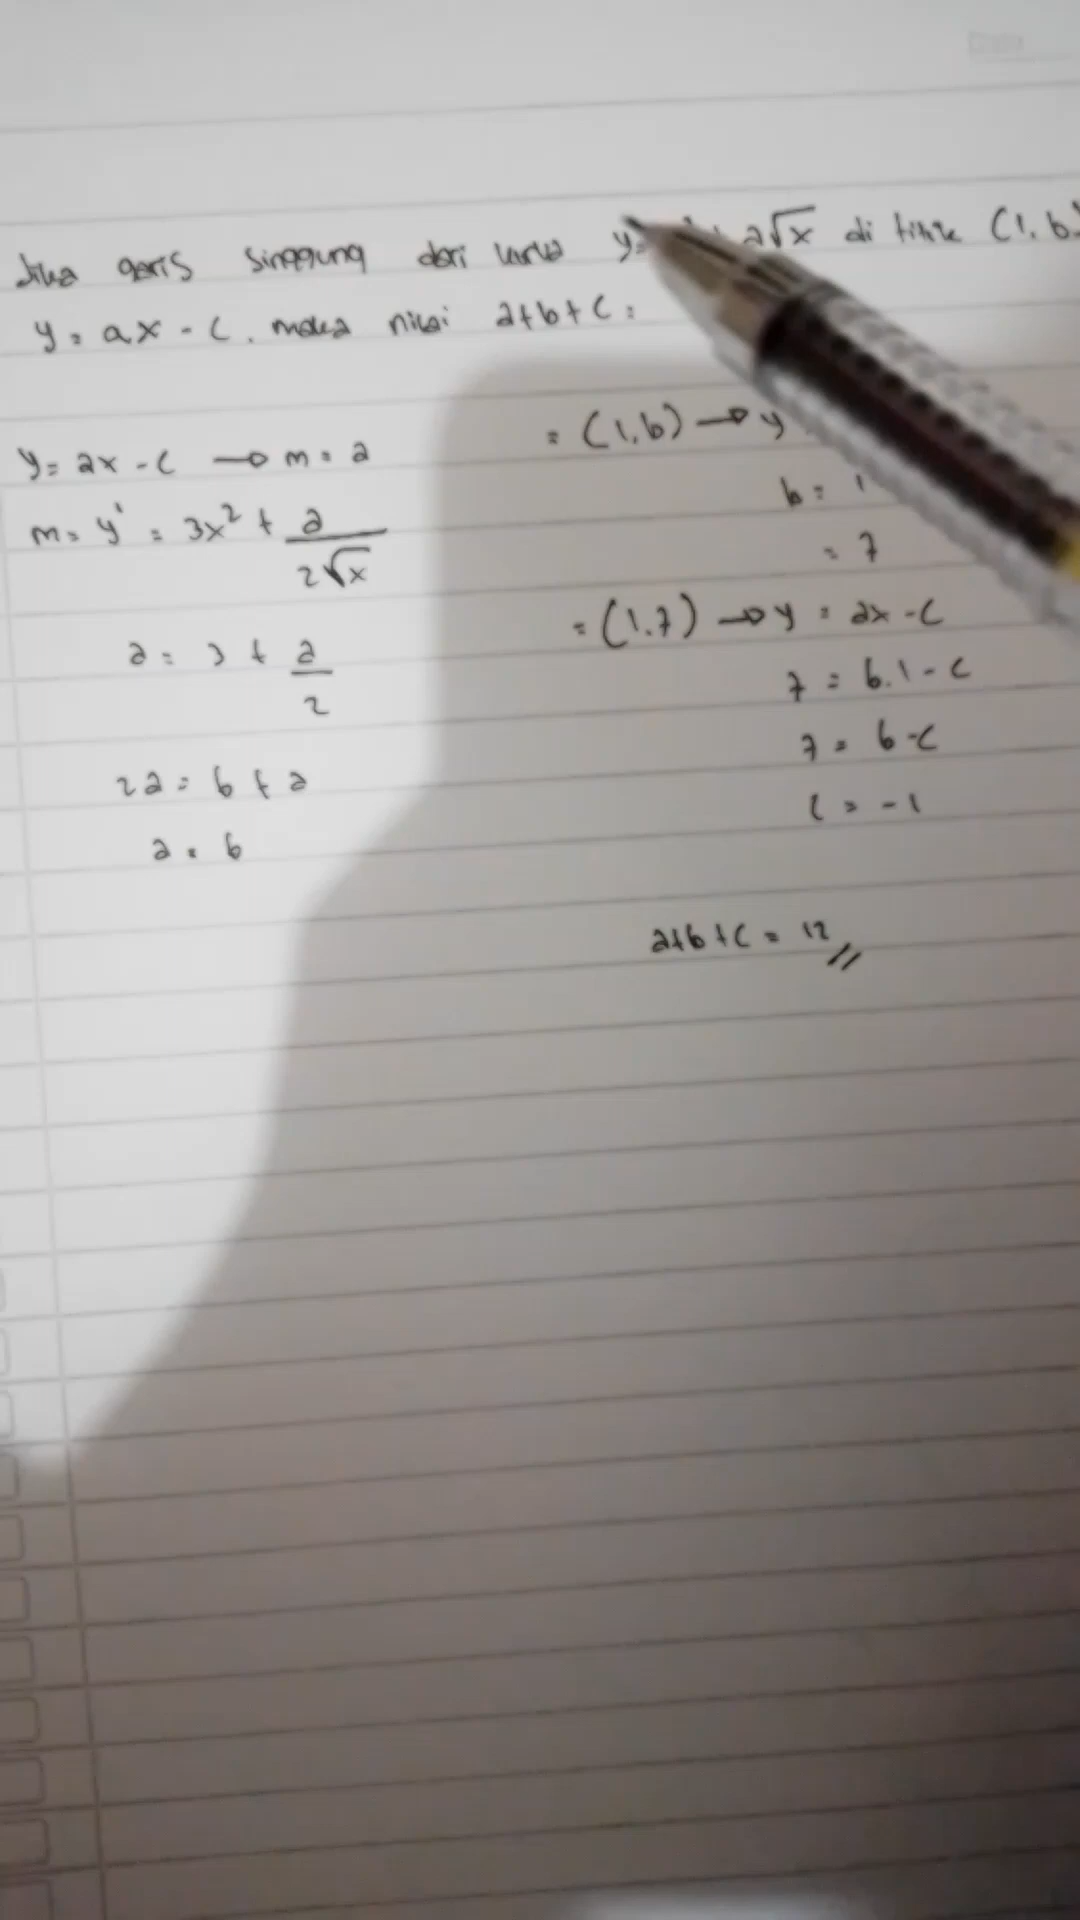 Jika garis singgung dari kurva y= a√x di titik (1,b)
y = ax - c, maka nilai a+b+c =
y = ax - c → m = a
m = y' = 3x² + a
2√x
a = 3 + a
2
2a = 6 + a
a = 6
= (1,b) → y
b = 1
= 7
= (1,7) → y = ax - c
7 = 6.1 - c
7 = 6 - c
c = -1
a+b+c = 12 //